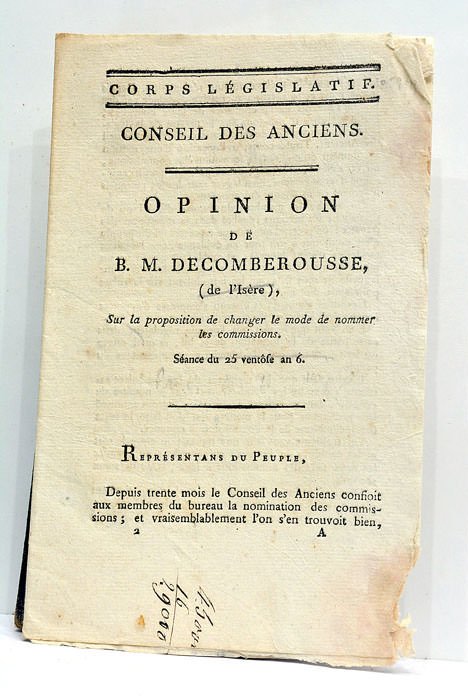 CORPS LÉGISLATIF.
CONSEIL DES ANCIENS.
OPINION
DE
B. M. DECOMBEROUSSE,
(de l'Isère),
Sur la proposition de changer le mode de nommer
les commissions.
Séance du 25 ventôse an 6.
REPRÉSENTANS DU PEUPLE,
Depuis trente mois le Conseil des Anciens confioit
aux membres du bureau la nomination des commis-
sions ; et vraisemblablement l'on s'en trouvoit bien,
2 A
16